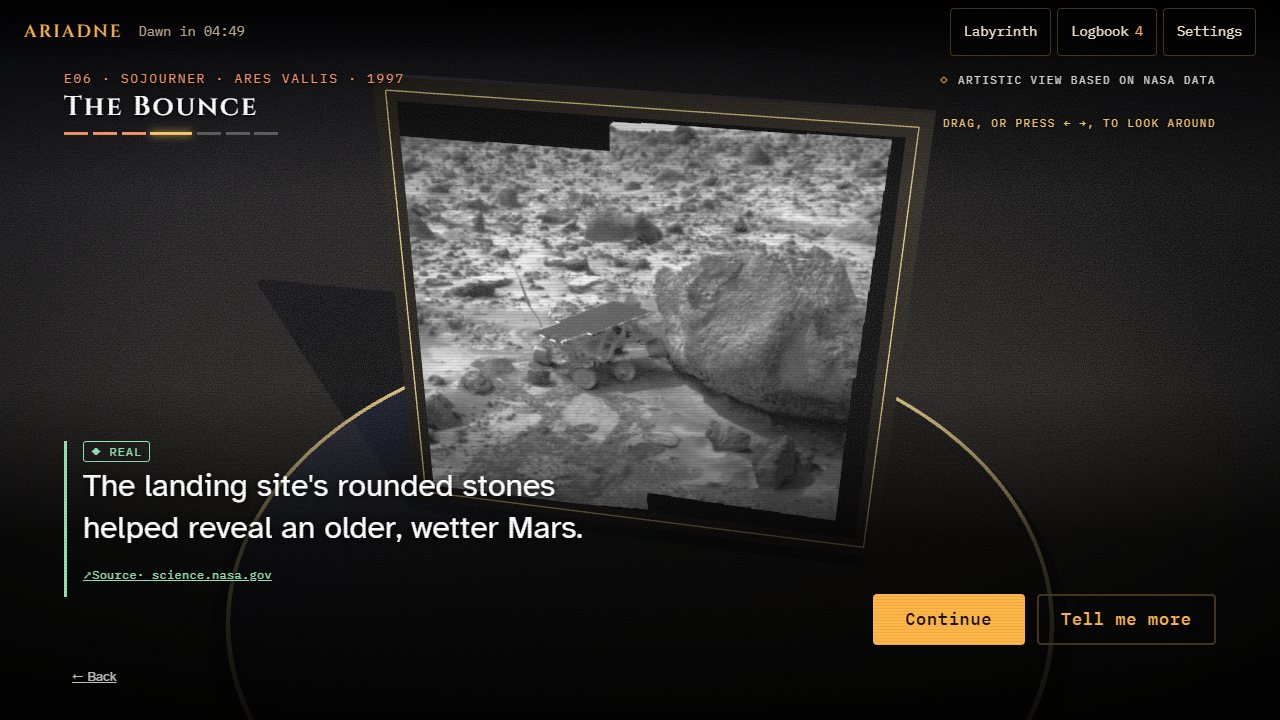 ARIADNE Dawn in 04:49
Labyrinth
Logbook 4
Settings
E06 · SOJOURNER · ARES VALLIS · 1997
The Bounce
◇ ARTISTIC VIEW BASED ON NASA DATA
DRAG, OR PRESS ← →, TO LOOK AROUND
◆ REAL
The landing site's rounded stones
helped reveal an older, wetter Mars.
↗Source· science.nasa.gov
Continue
Tell me more
← Back